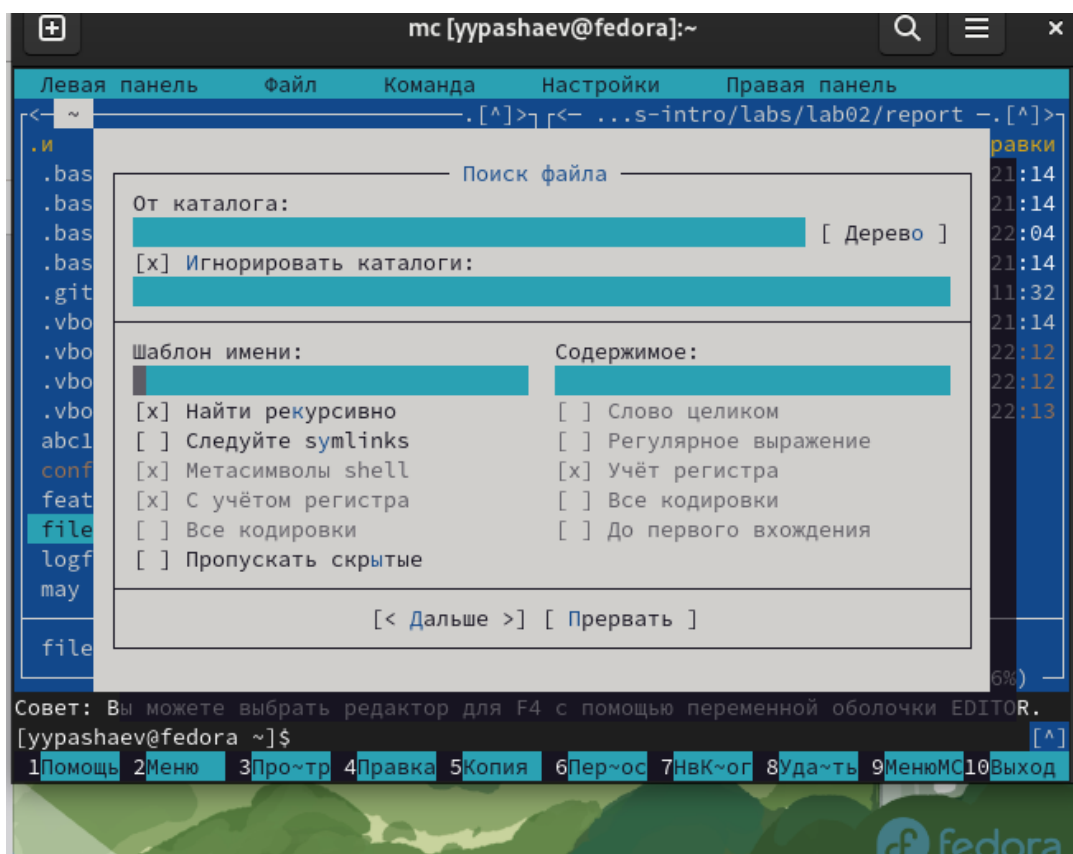 mc [yypashaev@fedora]:~
Левая панель Файл Команда Настройки Правая панель
<— ~ .[^]> <— ...s-intro/labs/lab02/report —.[^]>
.и равки
.bas Поиск файла 21:14
.bas От каталога: 21:14
.bas [ Дерево ] 22:04
.bas [x] Игнорировать каталоги: 21:14
.git 11:32
.vbo 21:14
.vbo Шаблон имени: Содержимое: 22:12
.vbo 22:12
.vbo [x] Найти рекурсивно [ ] Слово целиком 22:13
abc1 [ ] Следуйте symlinks [ ] Регулярное выражение
conf [x] Метасимволы shell [x] Учёт регистра
feat [x] С учётом регистра [ ] Все кодировки
file [ ] Все кодировки [ ] До первого вхождения
logf [ ] Пропускать скрытые
may
[< Дальше >] [ Прервать ]
file
6%)
Совет: Вы можете выбрать редактор для F4 с помощью переменной оболочки EDITOR.
[yypashaev@fedora ~]$ [^]
1Помощь 2Меню 3Про~тр 4Правка 5Копия 6Пер~ос 7НвК~ог 8Уда~ть 9МенюMC 10Выход
fedora